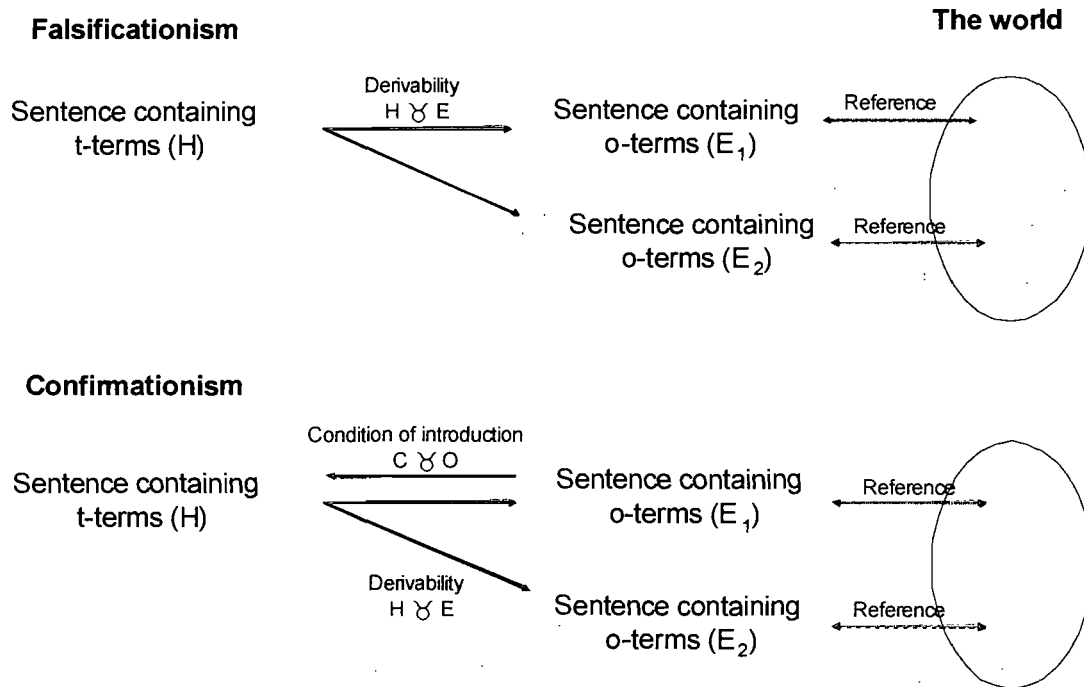 Falsificationism
The world
Derivability
H ♉ E
Sentence containing
t-terms (H)
Sentence containing
o-terms (E₁)
Reference
Sentence containing
o-terms (E₂)
Reference
Confirmationism
Condition of introduction
C ♉ O
Sentence containing
t-terms (H)
Sentence containing
o-terms (E₁)
Reference
Derivability
H ♉ E
Sentence containing
o-terms (E₂)
Reference